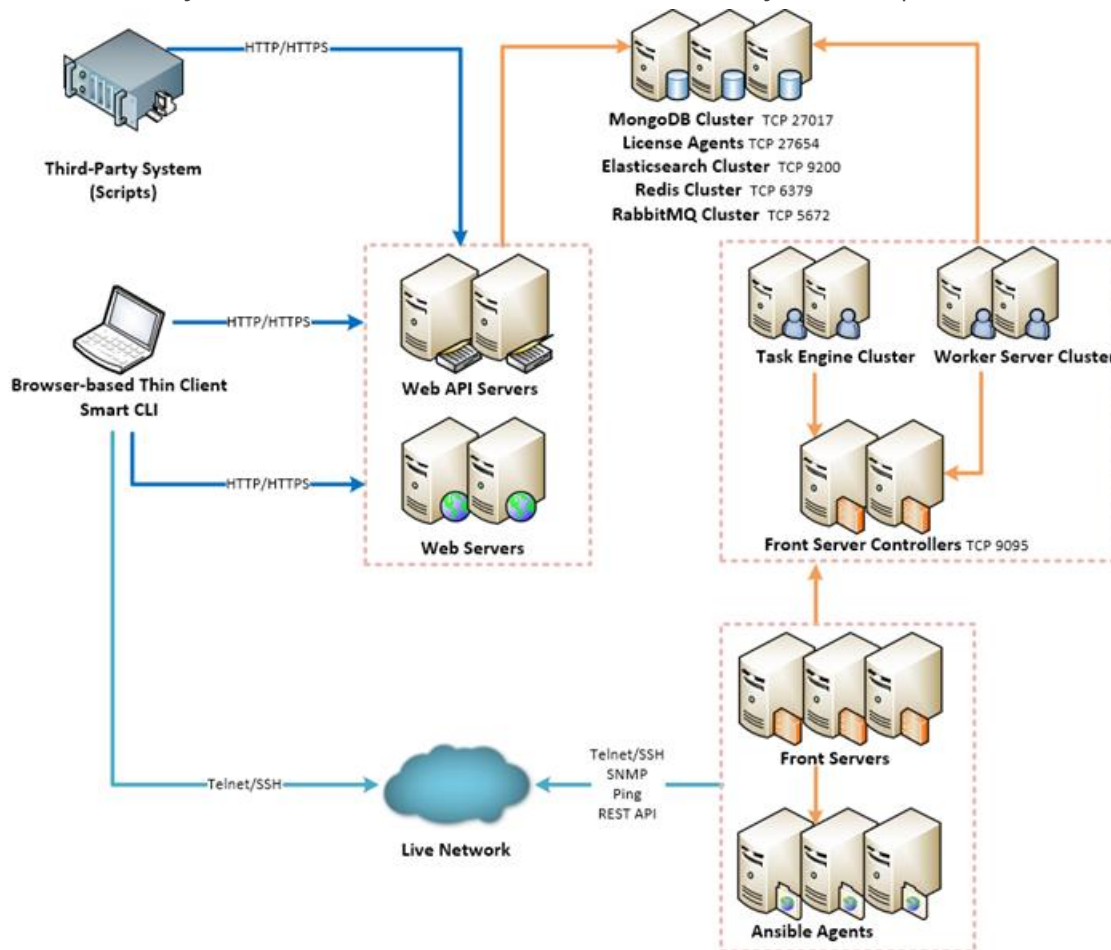 HTTP/HTTPS
Third-Party System
(Scripts)
MongoDB Cluster TCP 27017
License Agents TCP 27654
Elasticsearch Cluster TCP 9200
Redis Cluster TCP 6379
RabbitMQ Cluster TCP 5672
HTTP/HTTPS
Browser-based Thin Client
Smart CLI
Web API Servers
Task Engine Cluster
Worker Server Cluster
HTTP/HTTPS
Web Servers
Front Server Controllers TCP 9095
Telnet/SSH
Live Network
Telnet/SSH
SNMP
Ping
REST API
Front Servers
Ansible Agents